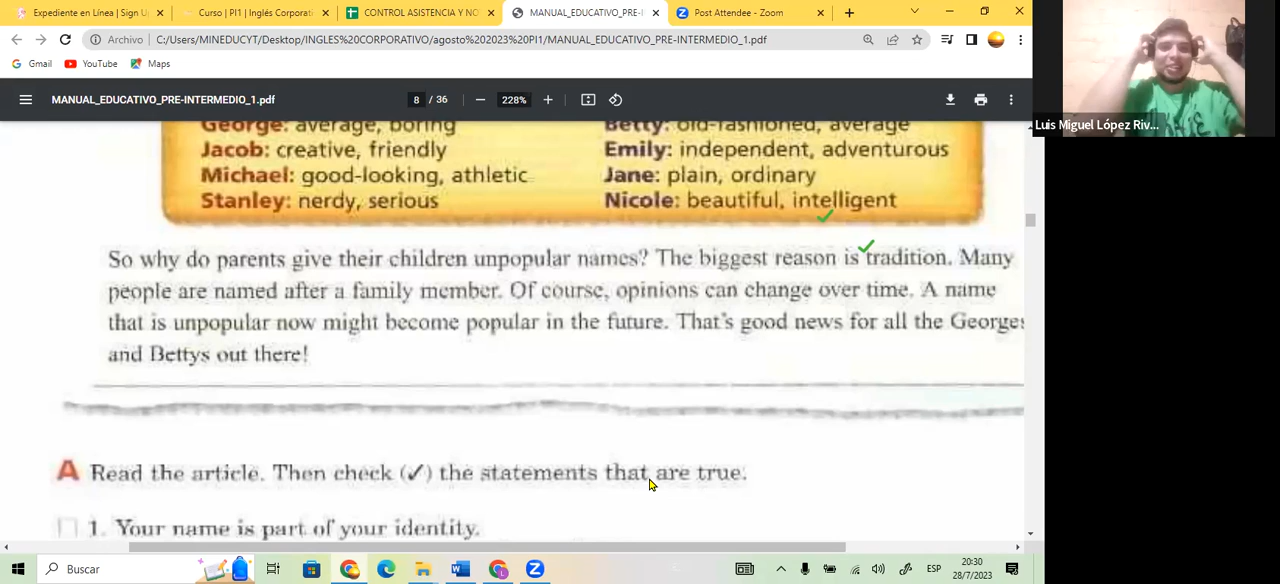 Expediente en Línea | Sign U
Curso | PI1 | Inglés Corporati
CONTROL ASISTENCIA Y NO
MANUAL_EDUCATIVO_PRE-I
Post Attendee - Zoom
Archivo
C:/Users/MINEDUCYT/Desktop/INGLES%20CORPORATIVO/agosto%202023%20PI1/MANUAL_EDUCATIVO_PRE-INTERMEDIO_1.pdf
Gmail
YouTube
Maps
MANUAL_EDUCATIVO_PRE-INTERMEDIO_1.pdf
8 / 36
228%
Luis Miguel López Riv...
George: average, boring
Betty: old-fashioned, average
Jacob: creative, friendly
Emily: independent, adventurous
Michael: good-looking, athletic
Jane: plain, ordinary
Stanley: nerdy, serious
Nicole: beautiful, intelligent
So why do parents give their children unpopular names? The biggest reason is tradition. Many
people are named after a family member. Of course, opinions can change over time. A name
that is unpopular now might become popular in the future. That's good news for all the Georges
and Bettys out there!
A Read the article. Then check (✓) the statements that are true.
1. Your name is part of your identity.
Buscar
ESP
20:30
28/7/2023